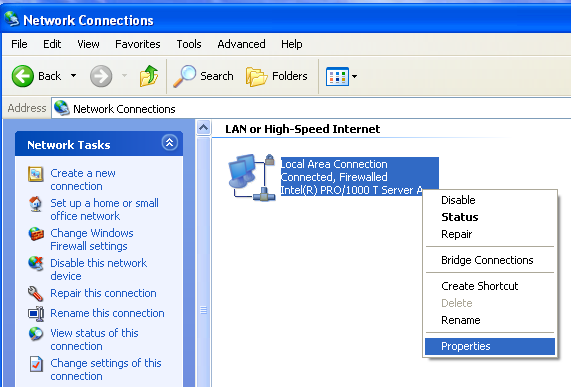 Network Connections
File Edit View Favorites Tools Advanced Help
Back Search Folders
Address Network Connections
Network Tasks
Create a new
connection
Set up a home or small
office network
Change Windows
Firewall settings
Disable this network
device
Repair this connection
Rename this connection
View status of this
connection
Change settings of this
connection
LAN or High-Speed Internet
Local Area Connection
Connected, Firewalled
Intel(R) PRO/1000 T Server A
Disable
Status
Repair
Bridge Connections
Create Shortcut
Delete
Rename
Properties